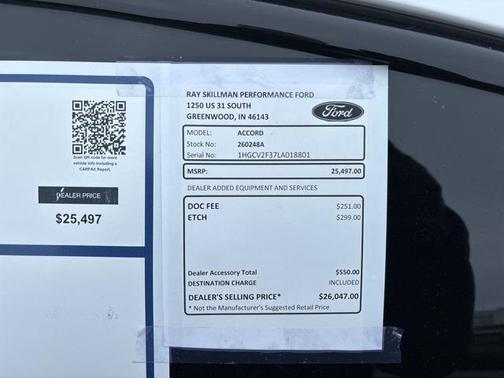 Scan QR code for more
vehicle info including a
CARFAX Report.
DEALER PRICE
$25,497
RAY SKILLMAN PERFORMANCE FORD
1250 US 31 SOUTH
GREENWOOD, IN 46143
Ford
MODEL: ACCORD
Stock No: 260248A
Serial No: 1HGCV2F37LA018801
MSRP: 25,497.00
DEALER ADDED EQUIPMENT AND SERVICES
DOC FEE $251.00
ETCH $299.00
Dealer Accessory Total $550.00
DESTINATION CHARGE INCLUDED
DEALER'S SELLING PRICE* $26,047.00
* Not the Manufacturer's Suggested Retail Price